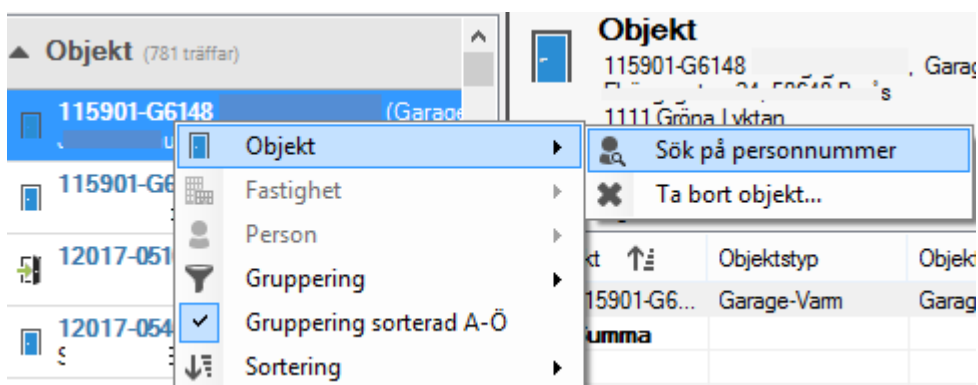 Objekt (781 träffar)
115901-G6148 (Garage
115901-G6
12017-051
12017-054
Objekt
Fastighet
Person
Gruppering
Gruppering sorterad A-Ö
Sortering
Objekt
115901-G6148 , Garag
1111 Gröna Lyktan
Sök på personnummer
Ta bort objekt...
kt Objektstyp Objekt
15901-G6... Garage-Varm Garag
umma